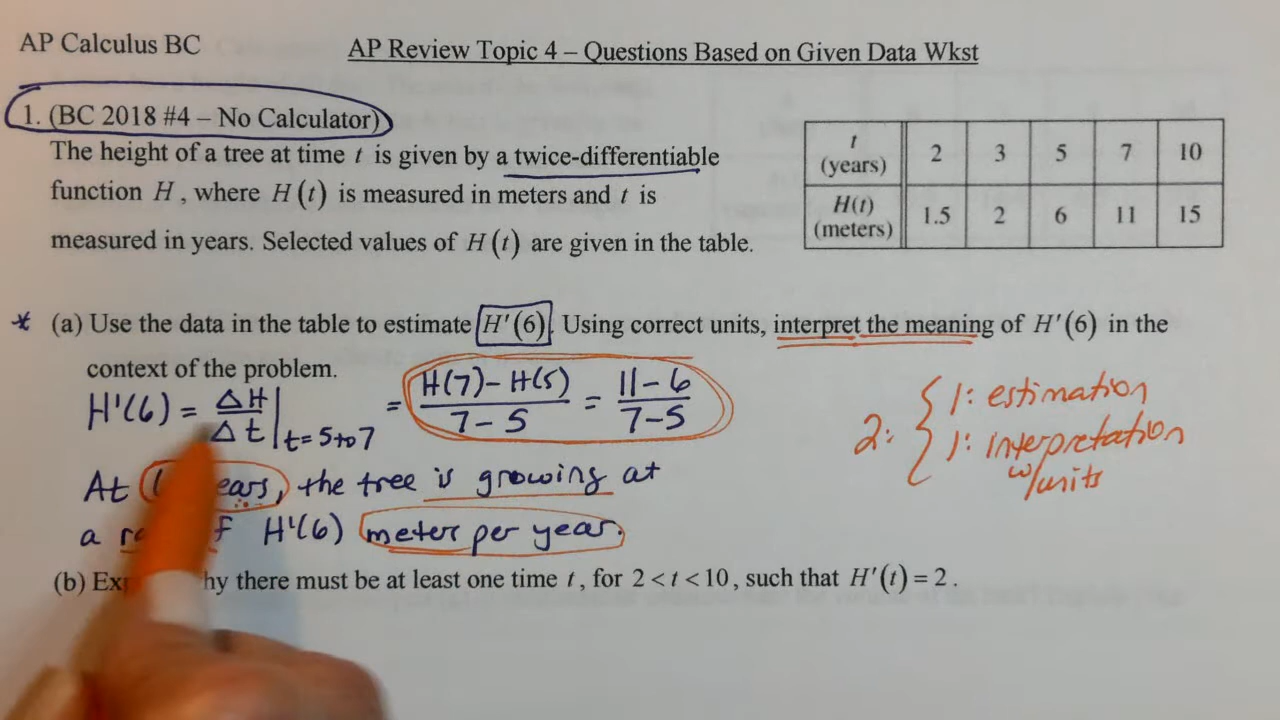 AP Calculus BC
AP Review Topic 4 – Questions Based on Given Data Wkst
1. (BC 2018 #4 – No Calculator)
The height of a tree at time t is given by a twice-differentiable
function H, where H(t) is measured in meters and t is
measured in years. Selected values of H(t) are given in the table.
t (years) 2 3 5 7 10
H(t) (meters) 1.5 2 6 11 15
* (a) Use the data in the table to estimate H'(6). Using correct units, interpret the meaning of H'(6) in the
context of the problem.
H'(6) = ΔH/Δt | t=5to7 = (H(7)-H(5))/(7-5) = (11-6)/(7-5)
2: { 1: estimation
1: interpretation
w/units
At the tree is growing at
a H'(6) meter per year.
(b) there must be at least one time t, for 2 < t < 10, such that H'(t) = 2.